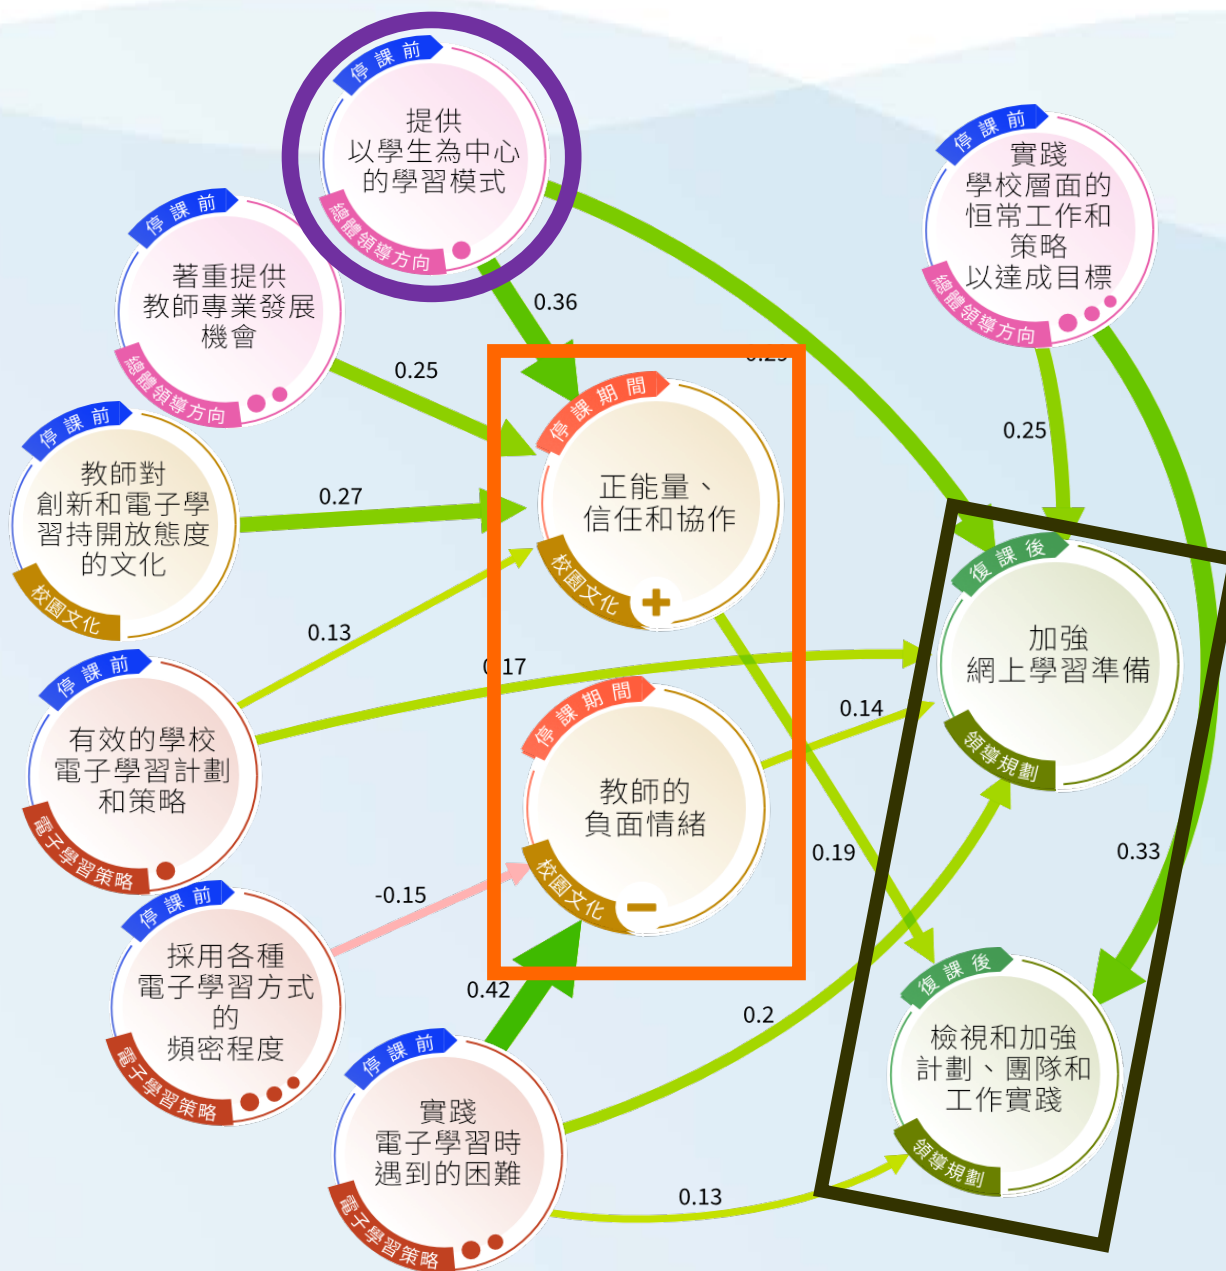 停課前
提供
以學生為中心
的學習模式
總體領導方向
停課前
實踐
學校層面的
恒常工作和
策略
以達成目標
總體領導方向
停課前
著重提供
教師專業發展
機會
總體領導方向
0.36
0.25
0.25
停課前
教師對
創新和電子學
習持開放態度
的文化
校園文化
0.27
停課期間
正能量、
信任和協作
校園文化
+
復課後
加強
網上學習準備
領導規劃
0.13
0.17
0.14
停課前
有效的學校
電子學習計劃
和策略
電子學習策略
停課期間
教師的
負面情緒
校園文化
−
0.19
0.33
-0.15
停課前
採用各種
電子學習方式
的
頻密程度
電子學習策略
0.42
0.2
復課後
檢視和加強
計劃、團隊和
工作實踐
領導規劃
停課前
實踐
電子學習時
遇到的困難
電子學習策略
0.13